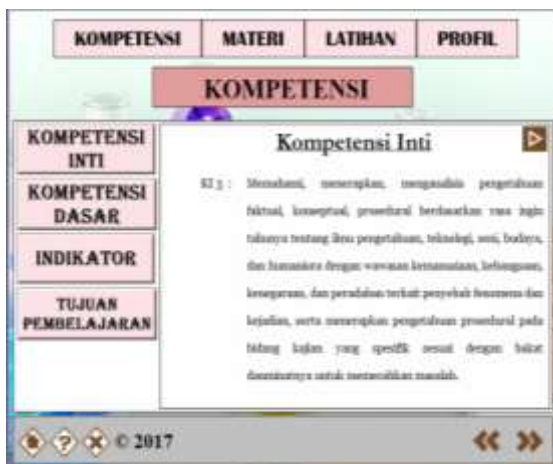 KOMPETENSI MATERI LATIHAN PROFIL
KOMPETENSI
KOMPETENSI
INTI
KOMPETENSI
DASAR
INDIKATOR
TUJUAN
PEMBELAJARAN
Kompetensi Inti
KI 3 : Memahami, menerapkan, menganalisis pengetahuan
faktual, konseptual, prosedural berdasarkan rasa ingin
tahunya tentang ilmu pengetahuan, teknologi, seni, budaya,
dan humaniora dengan wawasan kemanusiaan, kebangsaan,
kenegaraan, dan peradaban terkait penyebab fenomena dan
kejadian, serta menerapkan pengetahuan prosedural pada
bidang kajian yang spesifik sesuai dengan bakat
danminatnya untuk memecahkan masalah.
? © 2017